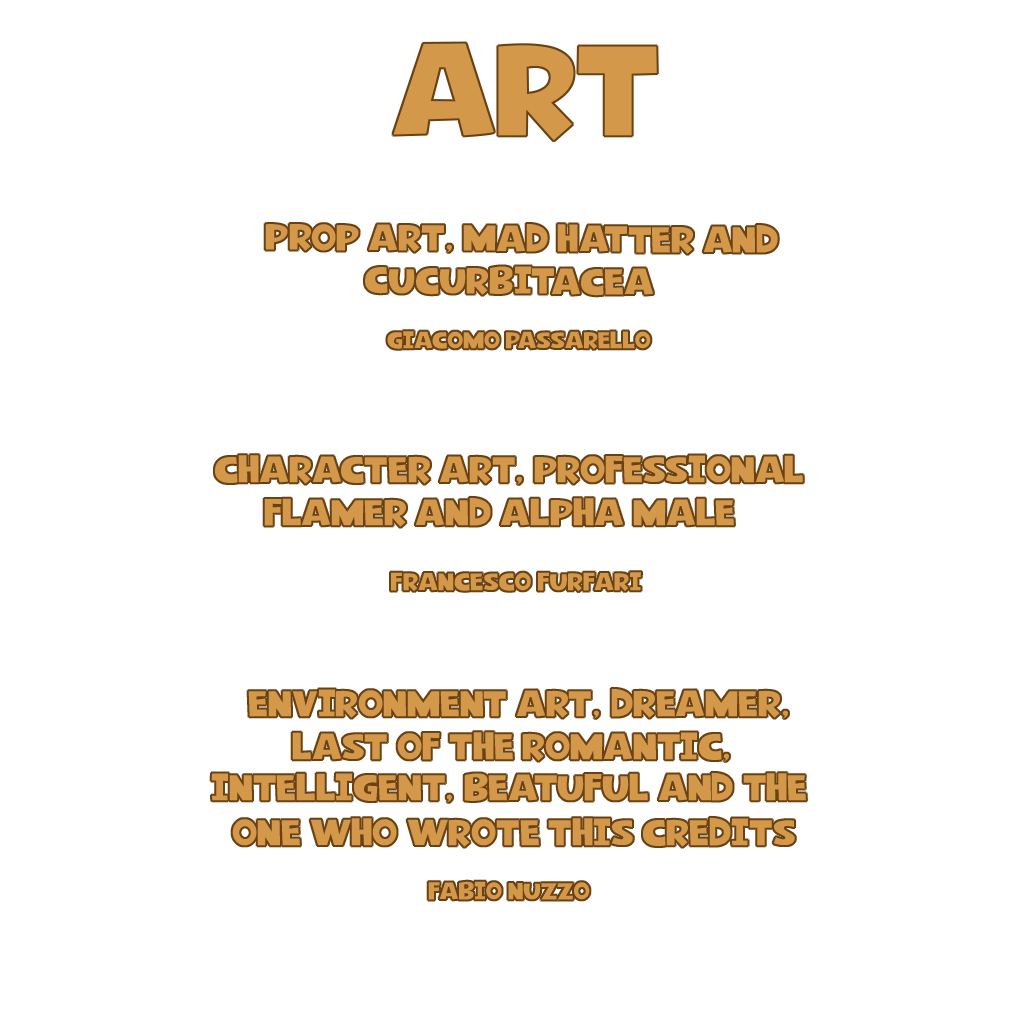 ART
PROP ART, MAD HATTER AND
CUCURBITACEA
GIACOMO PASSARELLO
CHARACTER ART, PROFESSIONAL
FLAMER AND ALPHA MALE
FRANCESCO FURFARI
ENVIRONMENT ART, DREAMER,
LAST OF THE ROMANTIC,
INTELLIGENT, BEATUFUL AND THE
ONE WHO WROTE THIS CREDITS
FABIO NUZZO